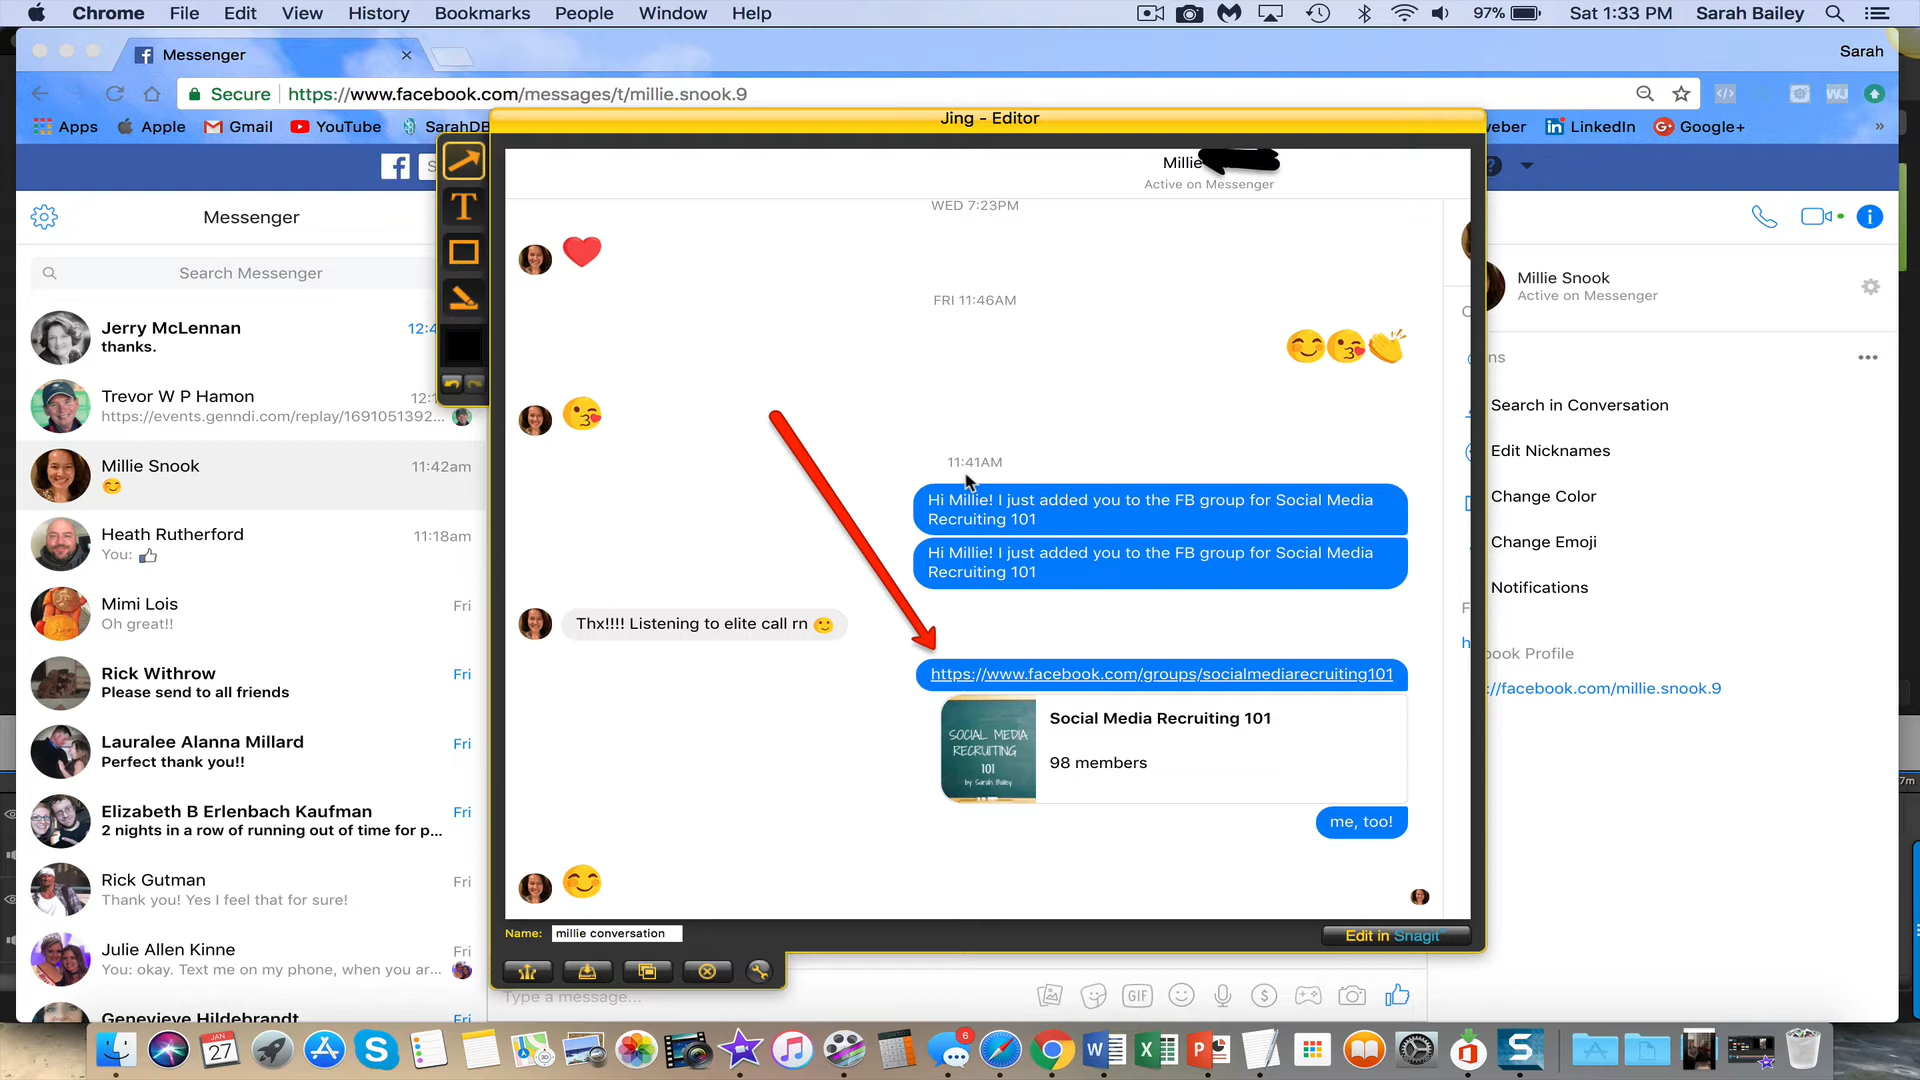 Chrome File Edit View History Bookmarks People Window Help
97% Sat 1:33 PM Sarah Bailey
Messenger
Sarah
Secure https://www.facebook.com/messages/t/millie.snook.9
Apps Apple Gmail YouTube SarahDB
LinkedIn Google+ »
Jing - Editor
Messenger
Search Messenger
Jerry McLennan
thanks.
Trevor W P Hamon
https://events.genndi.com/replay/1691051392...
Millie Snook 11:42am
😊
Heath Rutherford 11:18am
You: 👍
Mimi Lois Fri
Oh great!!
Rick Withrow Fri
Please send to all friends
Lauralee Alanna Millard Fri
Perfect thank you!!
Elizabeth B Erlenbach Kaufman Fri
2 nights in a row of running out of time for p...
Rick Gutman Fri
Thank you! Yes I feel that for sure!
Julie Allen Kinne Fri
You: okay. Text me on my phone, when you ar...
Genevieve Hildebrandt Fri
T
Millie
Active on Messenger
WED 7:23PM
FRI 11:46AM
11:41AM
Hi Millie! I just added you to the FB group for Social Media
Recruiting 101
Hi Millie! I just added you to the FB group for Social Media
Recruiting 101
Thx!!!! Listening to elite call rn 🙂
https://www.facebook.com/groups/socialmediarecruiting101
SOCIAL MEDIA
RECRUITING
101
by Sarah Bailey
Social Media Recruiting 101
98 members
me, too!
Name: millie conversation
Edit in Snagit
Type a message...
GIF
Millie Snook
Active on Messenger
Search in Conversation
Edit Nicknames
Change Color
Change Emoji
Notifications
Profile
facebook.com/millie.snook.9
JAN
27
6